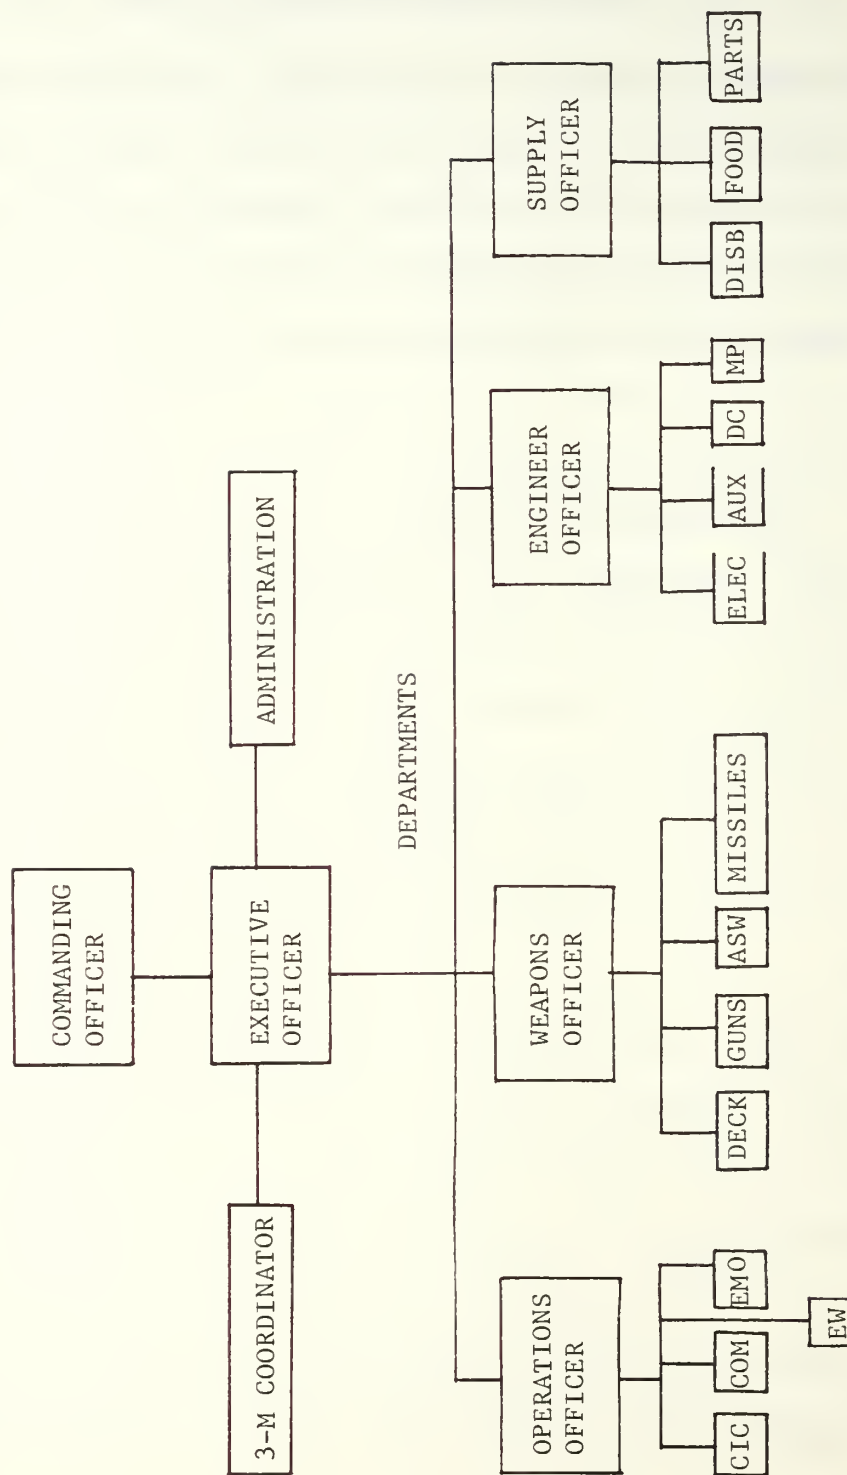 COMMANDING
OFFICER
3-M COORDINATOR
EXECUTIVE
OFFICER
ADMINISTRATION
DEPARTMENTS
OPERATIONS
OFFICER
WEAPONS
OFFICER
ENGINEER
OFFICER
SUPPLY
OFFICER
CIC
COM
EMO
EW
DECK
GUNS
ASW
MISSILES
ELEC
AUX
DC
MP
DISB
FOOD
PARTS